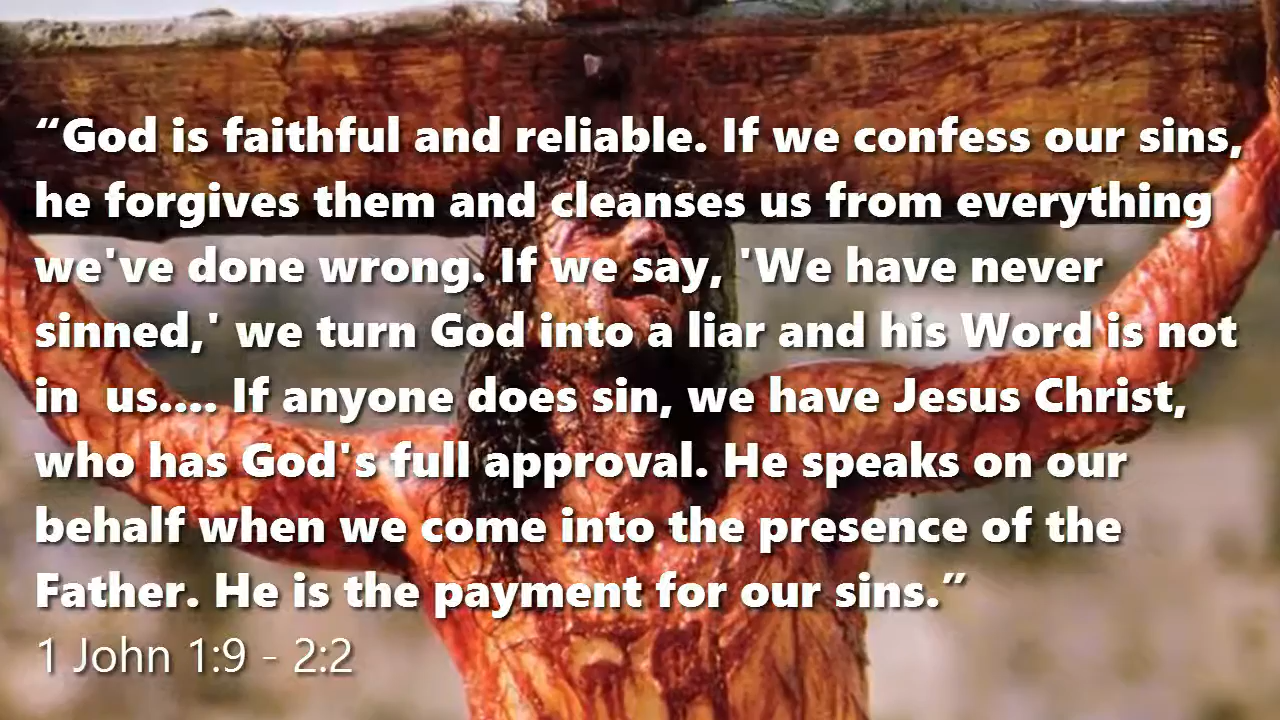 “God is faithful and reliable. If we confess our sins,
he forgives them and cleanses us from everything
we've done wrong. If we say, 'We have never
sinned,' we turn God into a liar and his Word is not
in  us.... If anyone does sin, we have Jesus Christ,
who has God's full approval. He speaks on our
behalf when we come into the presence of the
Father. He is the payment for our sins.”
1 John 1:9 - 2:2